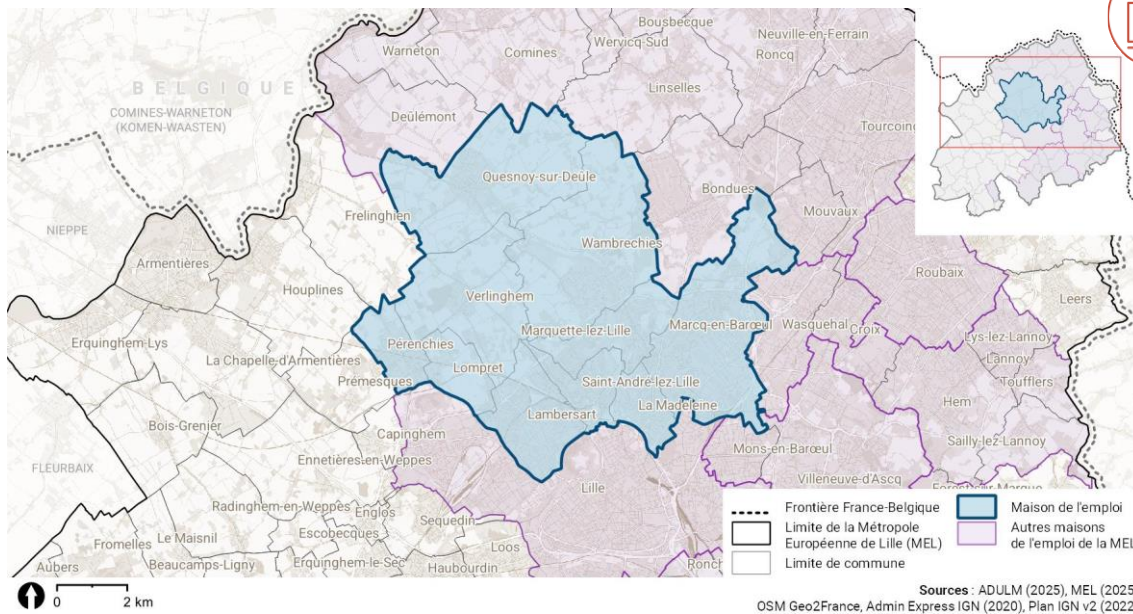 Bousbecque
Neuville-en-Ferrain
Warneton
Comines
Wervicq-Sud
Roncq
BELGIQUE
COMINES-WARNETON
(KOMEN-WAASTEN)
Deûlémont
Linselles
Tourcoing
Quesnoy-sur-Deûle
Bondues
Frelinghien
Mouvaux
NIEPPE
Wambrechies
Armentières
Roubaix
Houplines
Verlinghem
Leers
Marquette-lez-Lille
Marcq-en-Barœul
Wasquehal
Croix
Erquinghem-Lys
Pérenchies
Lys-lez-Lannoy
La Chapelle-d'Armentières
Lompret
Lannoy
Prémesques
Saint-André-lez-Lille
Toufflers
La Madeleine
Hem
Lambersart
Bois-Grenier
Capinghem
Sailly-lez-Lannoy
Mons-en-Barœul
Ennetières-en-Weppes
FLEURBAIX
Villeneuve-d'Ascq
Lille
Forest-sur-Marque
Radinghem-en-Weppes
Englos
Sequedin
Escobecques
Le Maisnil
Loos
Fromelles
Ronch
Aubers
Beaucamps-Ligny
Erquinghem-le-Sec
Haubourdin
Frontière France-Belgique
Limite de la Métropole
Européenne de Lille (MEL)
Limite de commune
Maison de l'emploi
Autres maisons
de l'emploi de la MEL
0 2 km
Sources : ADULM (2025), MEL (2025
OSM Geo2France, Admin Express IGN (2020), Plan IGN v2 (2022